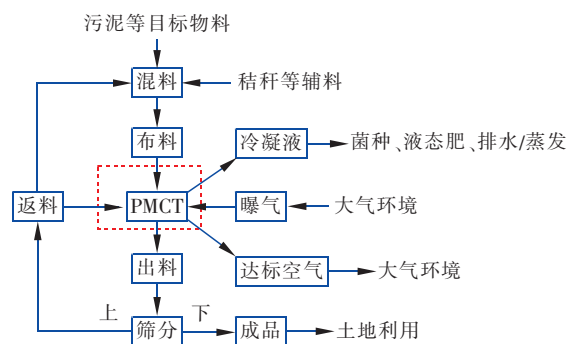 污泥等目标物料
混料
秸秆等辅料
布料
冷凝液
菌种、液态肥、排水/蒸发
返料
PMCT
曝气
大气环境
出料
达标空气
大气环境
上
筛分
下
成品
土地利用